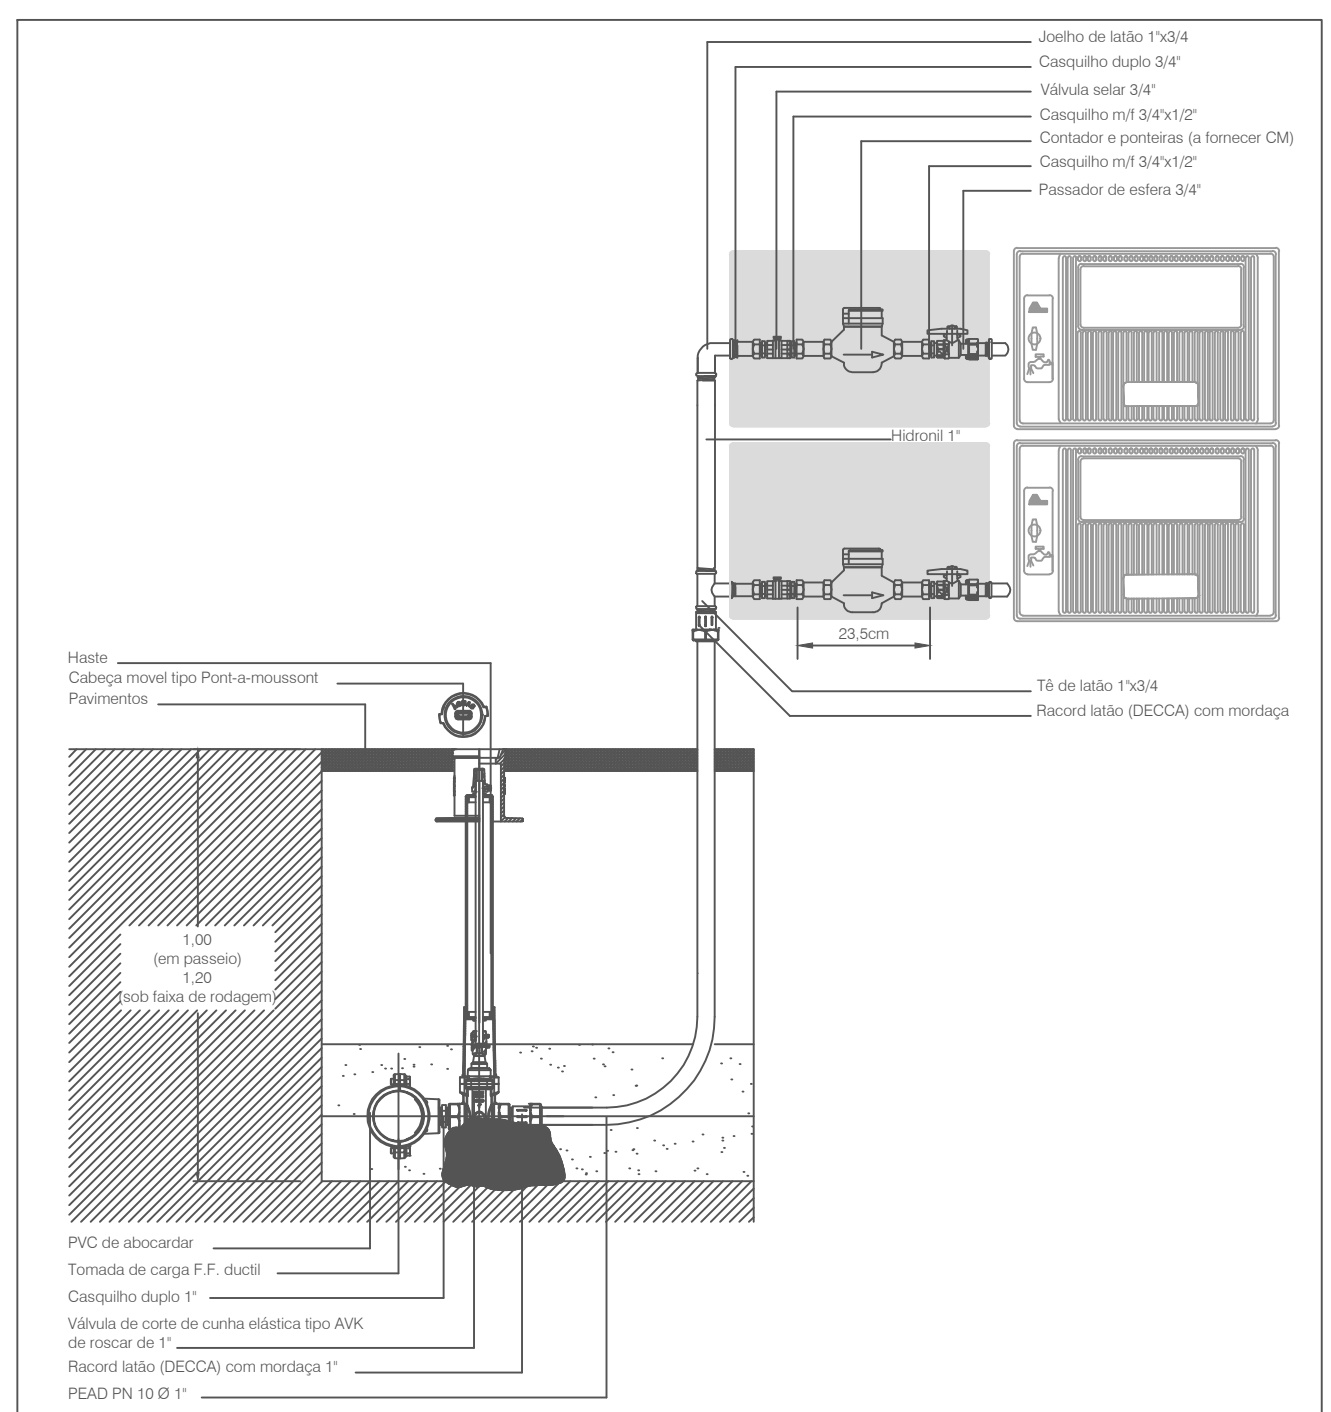 Joelho de latão 1"x3/4
Casquilho duplo 3/4"
Válvula selar 3/4"
Casquilho m/f 3/4"x1/2"
Contador e ponteiras (a fornecer CM)
Casquilho m/f 3/4"x1/2"
Passador de esfera 3/4"
Hidronil 1"
23,5cm
Tê de latão 1"x3/4
Racord latão (DECCA) com mordaça
Haste
Cabeça movel tipo Pont-a-moussont
Pavimentos
1,00
(em passeio)
1,20
(sob faixa de rodagem)
PVC de abocardar
Tomada de carga F.F. ductil
Casquilho duplo 1"
Válvula de corte de cunha elástica tipo AVK
de roscar de 1"
Racord latão (DECCA) com mordaça 1"
PEAD PN 10 Ø 1"